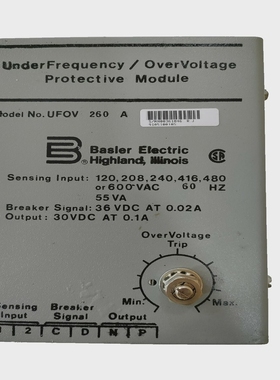 UnderFrequency / OverVoltage
Protective Module
Model No. UFOV 260 A
B
Basler Electric
Highland, Illinois
SA
Sensing Input: 120,208,240,416,480
or 600 VAC 60 HZ
55 VA
Breaker Signal: 36 VDC AT 0.02A
Output: 30VDC AT 0.1A
OverVoltage
Trip
Min. Max.
Sensing Breaker Output
Input Signal
1 2 C D N P